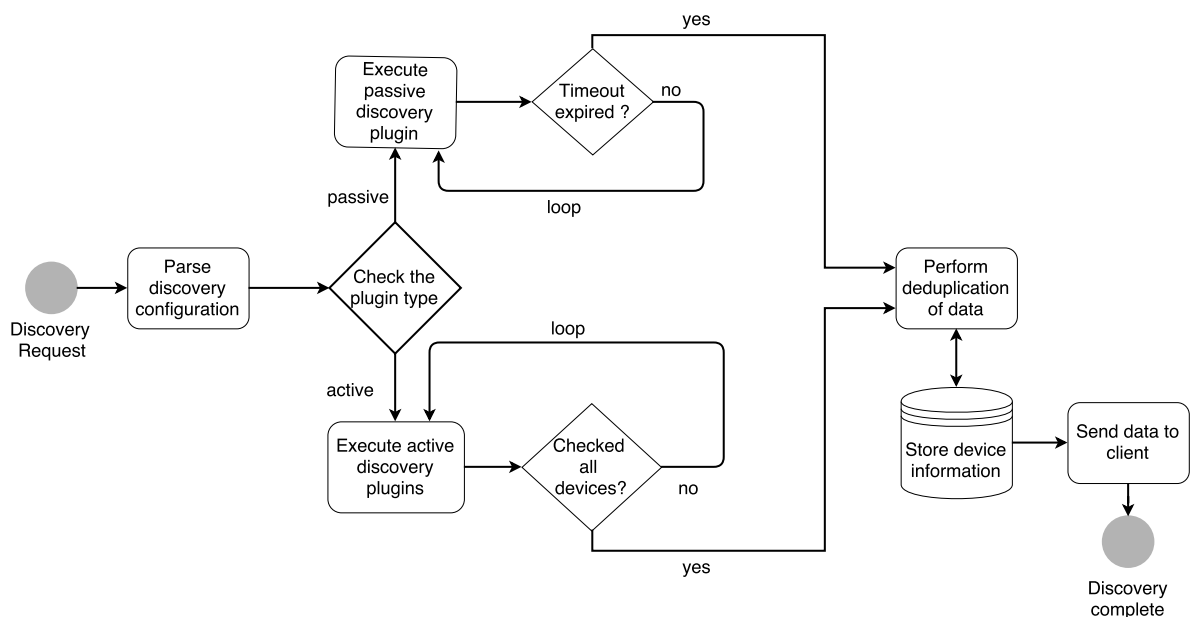 yes
Execute
passive
discovery
plugin
Timeout
expired ?
no
passive
loop
Parse
discovery
configuration
Check the
plugin type
Perform
deduplication
of data
Discovery
Request
loop
active
Execute active
discovery
plugins
Checked
all
devices?
no
yes
Store device
information
Send data to
client
Discovery
complete